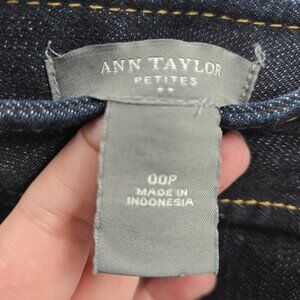 ANN TAYLOR
PETITES
00P
MADE IN
INDONESIA